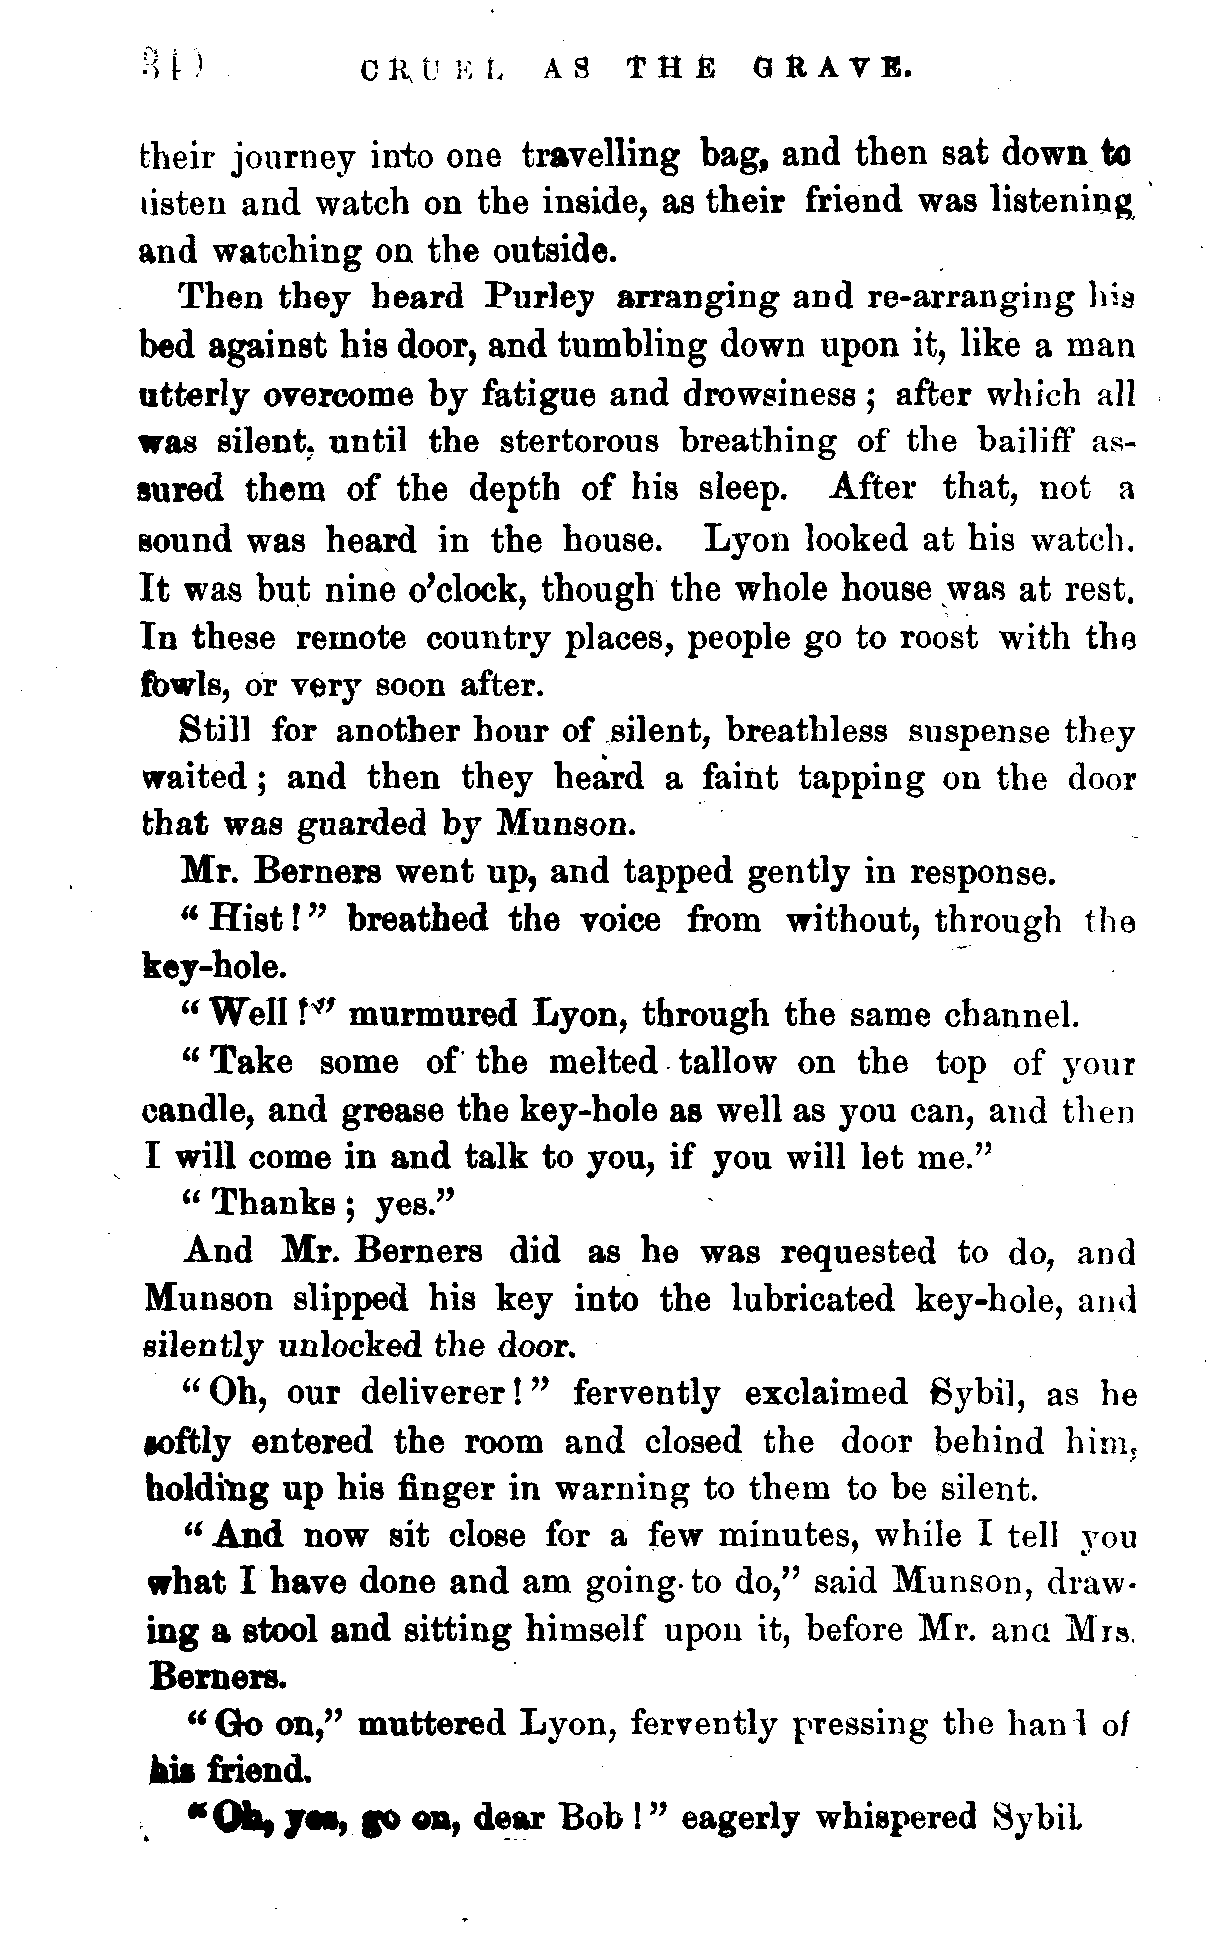 CRUEL AS THE GRAVE.
their journey into one travelling bag, and then sat down to
listen and watch on the inside, as their friend was listening
and watching on the outside.
Then they heard Purley arranging and re-arranging his
bed against his door, and tumbling down upon it, like a man
utterly overcome by fatigue and drowsiness ; after which all
was silent, until the stertorous breathing of the bailiff as-
sured them of the depth of his sleep. After that, not a
sound was heard in the house. Lyon looked at his watch.
It was but nine o’clock, though the whole house was at rest.
In these remote country places, people go to roost with the
fowls, or very soon after.
Still for another hour of silent, breathless suspense they
waited ; and then they heard a faint tapping on the door
that was guarded by Munson.
Mr. Berners went up, and tapped gently in response.
“ Hist ! ” breathed the voice from without, through the
key-hole.
“ Well ! ” murmured Lyon, through the same channel.
“ Take some of the melted tallow on the top of your
candle, and grease the key-hole as well as you can, and then
I will come in and talk to you, if you will let me.”
“ Thanks ; yes.”
And Mr. Berners did as he was requested to do, and
Munson slipped his key into the lubricated key-hole, and
silently unlocked the door.
“ Oh, our deliverer ! ” fervently exclaimed Sybil, as he
softly entered the room and closed the door behind him,
holding up his finger in warning to them to be silent.
“ And now sit close for a few minutes, while I tell you
what I have done and am going to do,” said Munson, draw-
ing a stool and sitting himself upon it, before Mr. and Mrs.
Berners.
“ Go on,” muttered Lyon, fervently pressing the hand of
his friend.
“ Oh, yes, go on, dear Bob ! ” eagerly whispered Sybil.